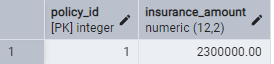 policy_id insurance_amount
[PK] integer numeric (12,2)
1 1 2300000.00